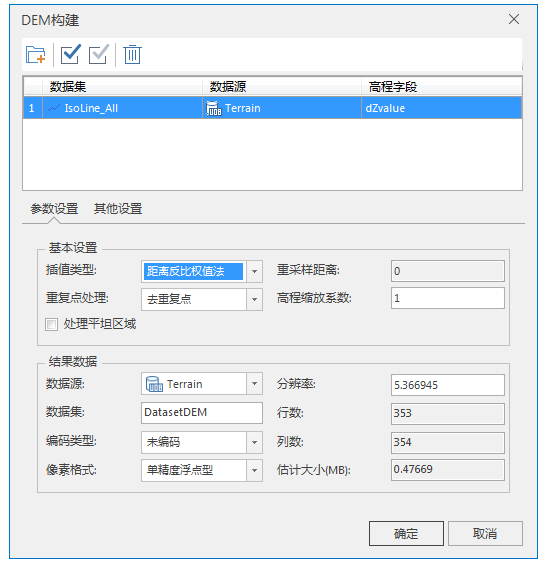 DEM构建
数据集 数据源 高程字段
1 IsoLine_All UDB Terrain dZvalue
参数设置 其他设置
基本设置
插值类型: 距离反比权值法 重采样距离: 0
重复点处理: 去重复点 高程缩放系数: 1
处理平坦区域
结果数据
数据源: Terrain 分辨率: 5.366945
数据集: DatasetDEM 行数: 353
编码类型: 未编码 列数: 354
像素格式: 单精度浮点型 估计大小(MB): 0.47669
确定 取消